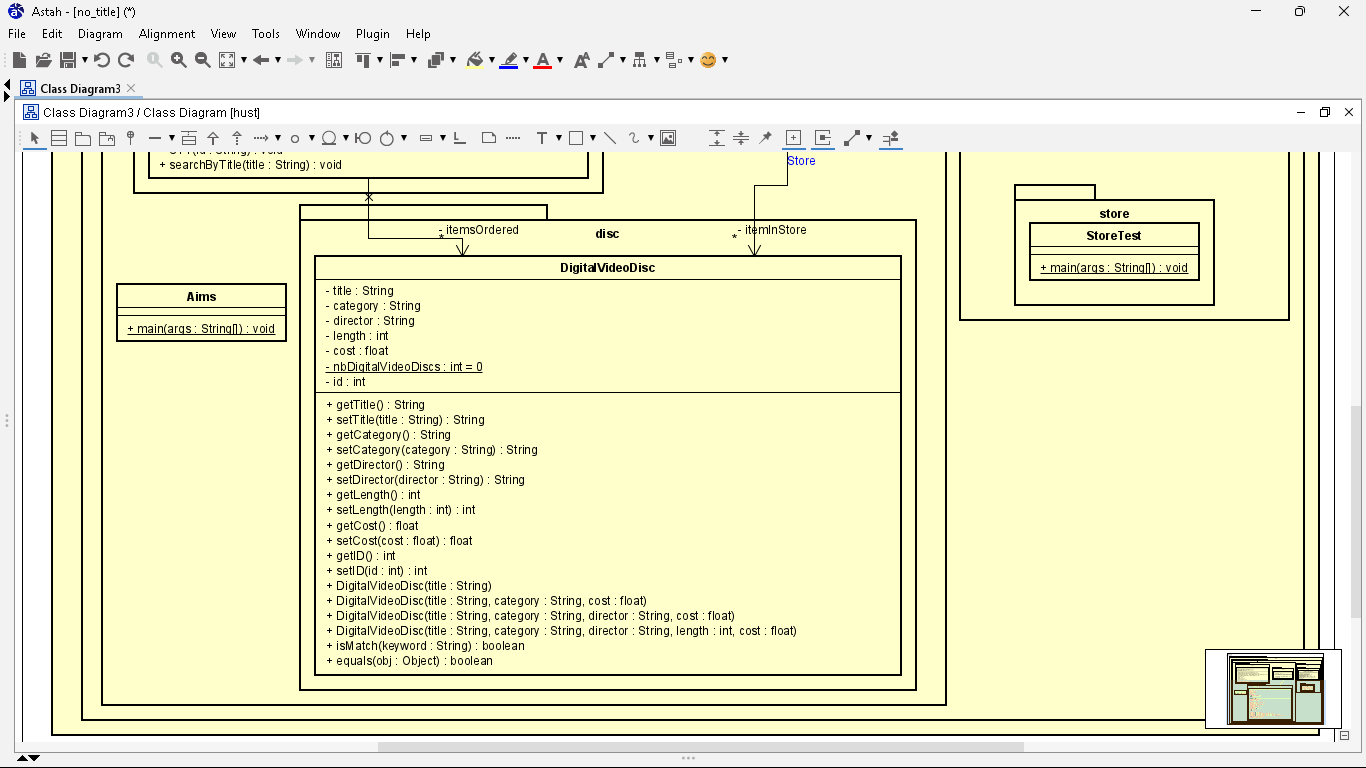 Astah - [no_title] (*)
File Edit Diagram Alignment View Tools Window Plugin Help
Class Diagram3
Class Diagram3 / Class Diagram [hust]
+ searchByTitle(title : String) : void
Store
- itemsOrdered
*
disc
- itemInStore
*
store
StoreTest
+ main(args : String[]) : void
DigitalVideoDisc
Aims
+ main(args : String[]) : void
- title : String
- category : String
- director : String
- length : int
- cost : float
- nbDigitalVideoDiscs : int = 0
- id : int
+ getTitle() : String
+ setTitle(title : String) : String
+ getCategory() : String
+ setCategory(category : String) : String
+ getDirector() : String
+ setDirector(director : String) : String
+ getLength() : int
+ setLength(length : int) : int
+ getCost() : float
+ setCost(cost : float) : float
+ getID() : int
+ setID(id : int) : int
+ DigitalVideoDisc(title : String)
+ DigitalVideoDisc(title : String, category : String, cost : float)
+ DigitalVideoDisc(title : String, category : String, director : String, cost : float)
+ DigitalVideoDisc(title : String, category : String, director : String, length : int, cost : float)
+ isMatch(keyword : String) : boolean
+ equals(obj : Object) : boolean